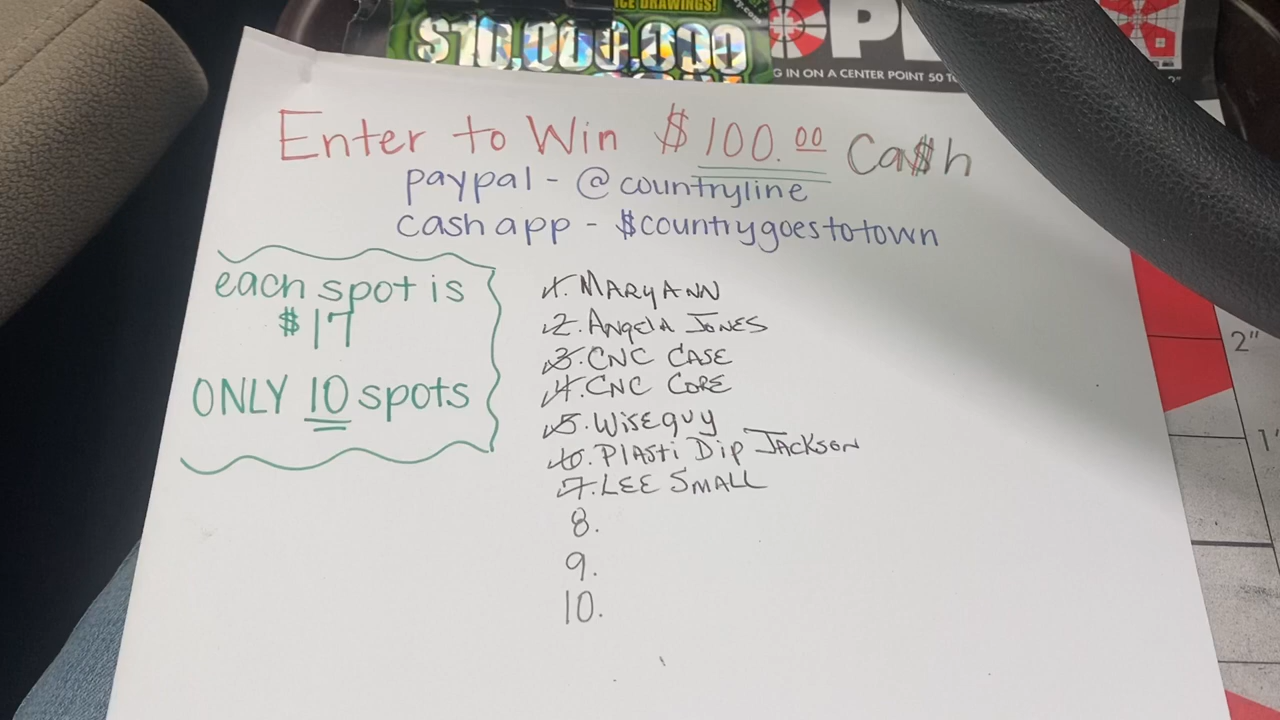 ICE DRAWINGS!
$10,000,000
G IN ON A CENTER POINT 50
Enter to Win $100.00 Ca$h
paypal - @countryline
cash app - $countrygoestotown
each spot is
$17
ONLY 10 spots
1. MARYANN
2. ANgElA JONES
3. CNC CASE
4. CNC CORE
5. WiSEguy
6. PlASti Dip JACKSON
7. LEE SMALL
8.
9.
10.
2"
1"